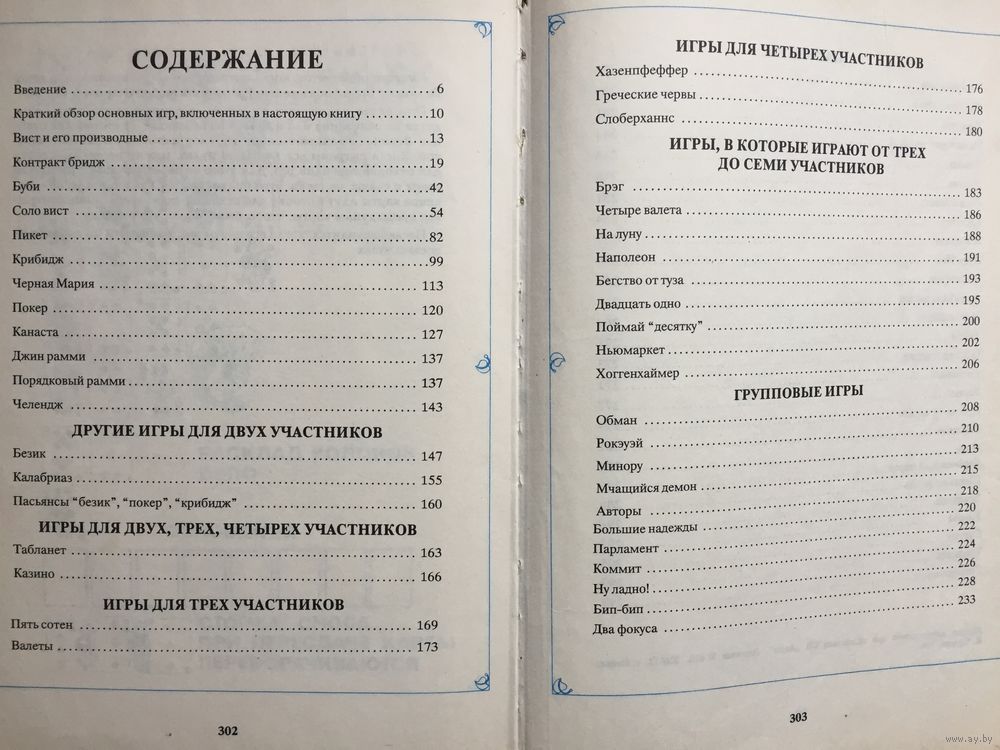 СОДЕРЖАНИЕ
Введение ........ 6
Краткий обзор основных игр, включенных в настоящую книгу ........ 10
Вист и его производные ........ 13
Контракт бридж ........ 19
Буби ........ 42
Соло вист ........ 54
Пикет ........ 82
Крибидж ........ 99
Черная Мария ........ 113
Покер ........ 120
Канаста ........ 127
Джин рамми ........ 137
Порядковый рамми ........ 137
Челендж ........ 143
ДРУГИЕ ИГРЫ ДЛЯ ДВУХ УЧАСТНИКОВ
Безик ........ 147
Калабриаз ........ 155
Пасьянсы “безик”, “покер”, “крибидж” ........ 160
ИГРЫ ДЛЯ ДВУХ, ТРЕХ, ЧЕТЫРЕХ УЧАСТНИКОВ
Табланет ........ 163
Казино ........ 166
ИГРЫ ДЛЯ ТРЕХ УЧАСТНИКОВ
Пять сотен ........ 169
Валеты ........ 173
302
ИГРЫ ДЛЯ ЧЕТЫРЕХ УЧАСТНИКОВ
Хазенпфеффер ........ 176
Греческие червы ........ 178
Слоберханнс ........ 180
ИГРЫ, В КОТОРЫЕ ИГРАЮТ ОТ ТРЕХ
ДО СЕМИ УЧАСТНИКОВ
Брэг ........ 183
Четыре валета ........ 186
На луну ........ 188
Наполеон ........ 191
Бегство от туза ........ 193
Двадцать одно ........ 195
Поймай “десятку” ........ 200
Ньюмаркет ........ 202
Хоггенхаймер ........ 206
ГРУППОВЫЕ ИГРЫ
Обман ........ 208
Рокэуэй ........ 210
Минору ........ 213
Мчащийся демон ........ 215
Авторы ........ 218
Большие надежды ........ 220
Парламент ........ 222
Коммит ........ 224
Ну ладно! ........ 226
Бип-бип ........ 228
Два фокуса ........ 233
303
www.ay.by